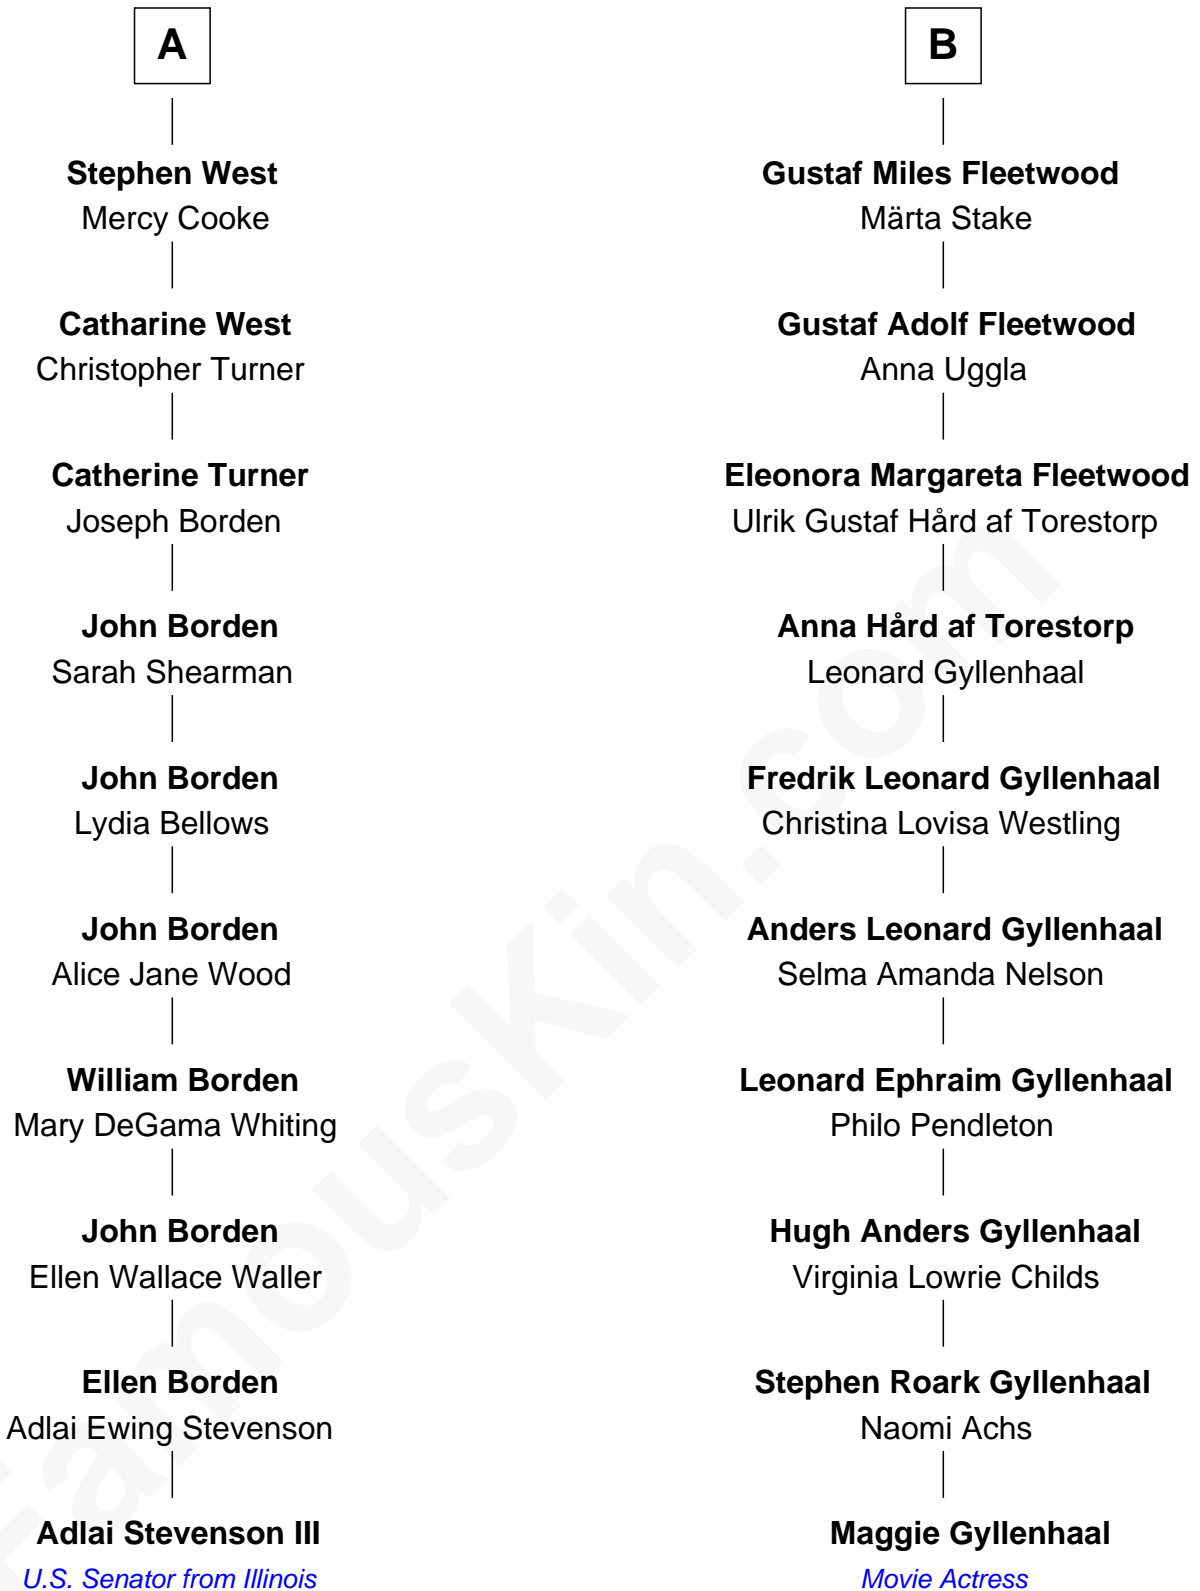 A
Stephen West
Mercy Cooke
Catharine West
Christopher Turner
Catherine Turner
Joseph Borden
John Borden
Sarah Shearman
John Borden
Lydia Bellows
John Borden
Alice Jane Wood
William Borden
Mary DeGama Whiting
John Borden
Ellen Wallace Waller
Ellen Borden
Adlai Ewing Stevenson
Adlai Stevenson III
U.S. Senator from Illinois
B
Gustaf Miles Fleetwood
Märta Stake
Gustaf Adolf Fleetwood
Anna Uggla
Eleonora Margareta Fleetwood
Ulrik Gustaf Hård af Torestorp
Anna Hård af Torestorp
Leonard Gyllenhaal
Fredrik Leonard Gyllenhaal
Christina Lovisa Westling
Anders Leonard Gyllenhaal
Selma Amanda Nelson
Leonard Ephraim Gyllenhaal
Philo Pendleton
Hugh Anders Gyllenhaal
Virginia Lowrie Childs
Stephen Roark Gyllenhaal
Naomi Achs
Maggie Gyllenhaal
Movie Actress
FamousKin.com